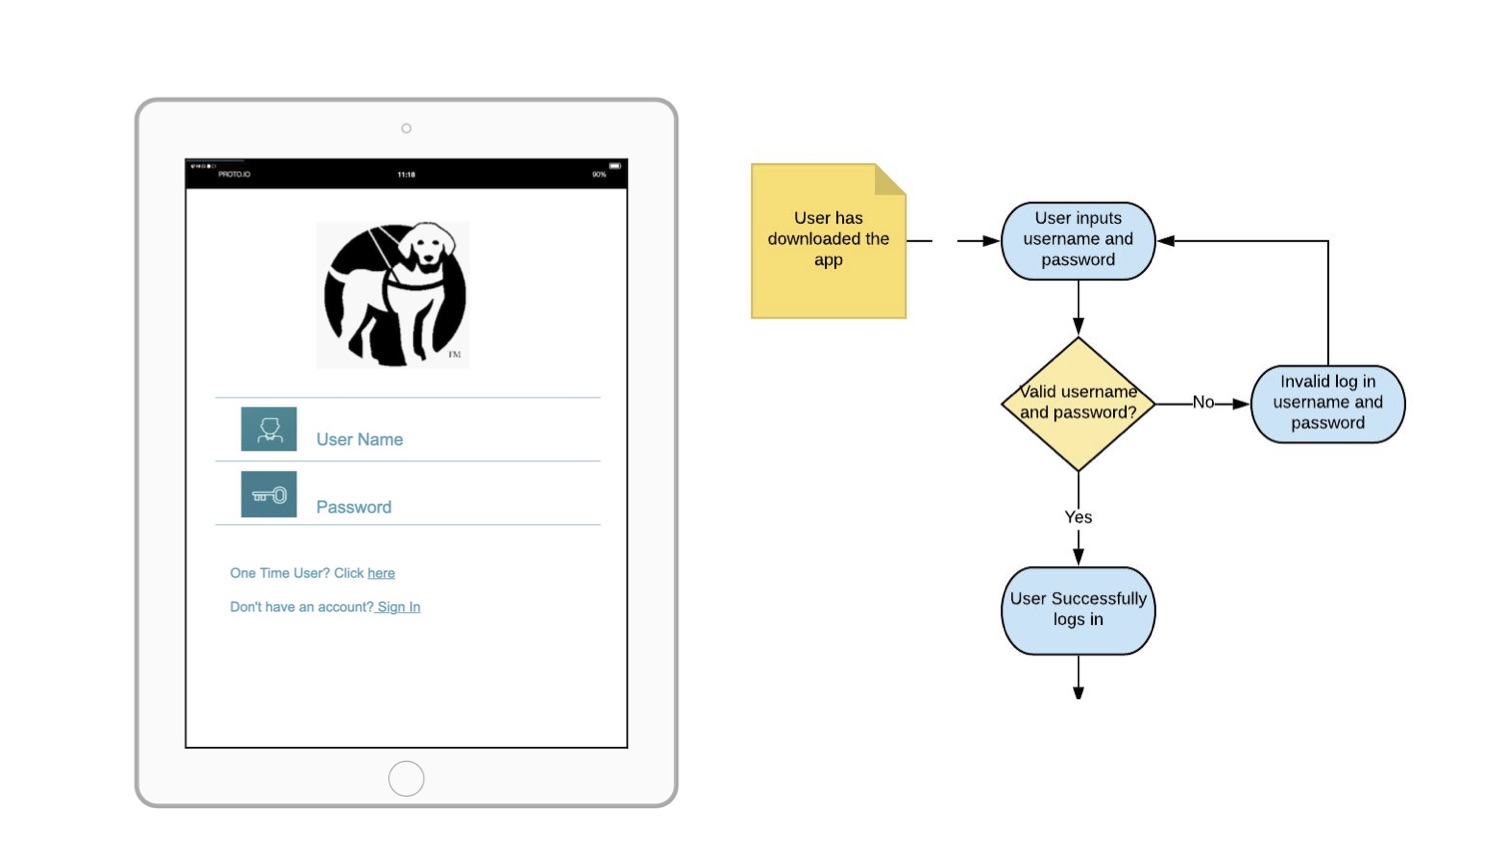 PROTO.IO
11:18
90%
TM
User Name
Password
One Time User? Click here
Don't have an account? Sign In
User has
downloaded the
app
User inputs
username and
password
Valid username
and password?
No
Invalid log in
username and
password
Yes
User Successfully
logs in